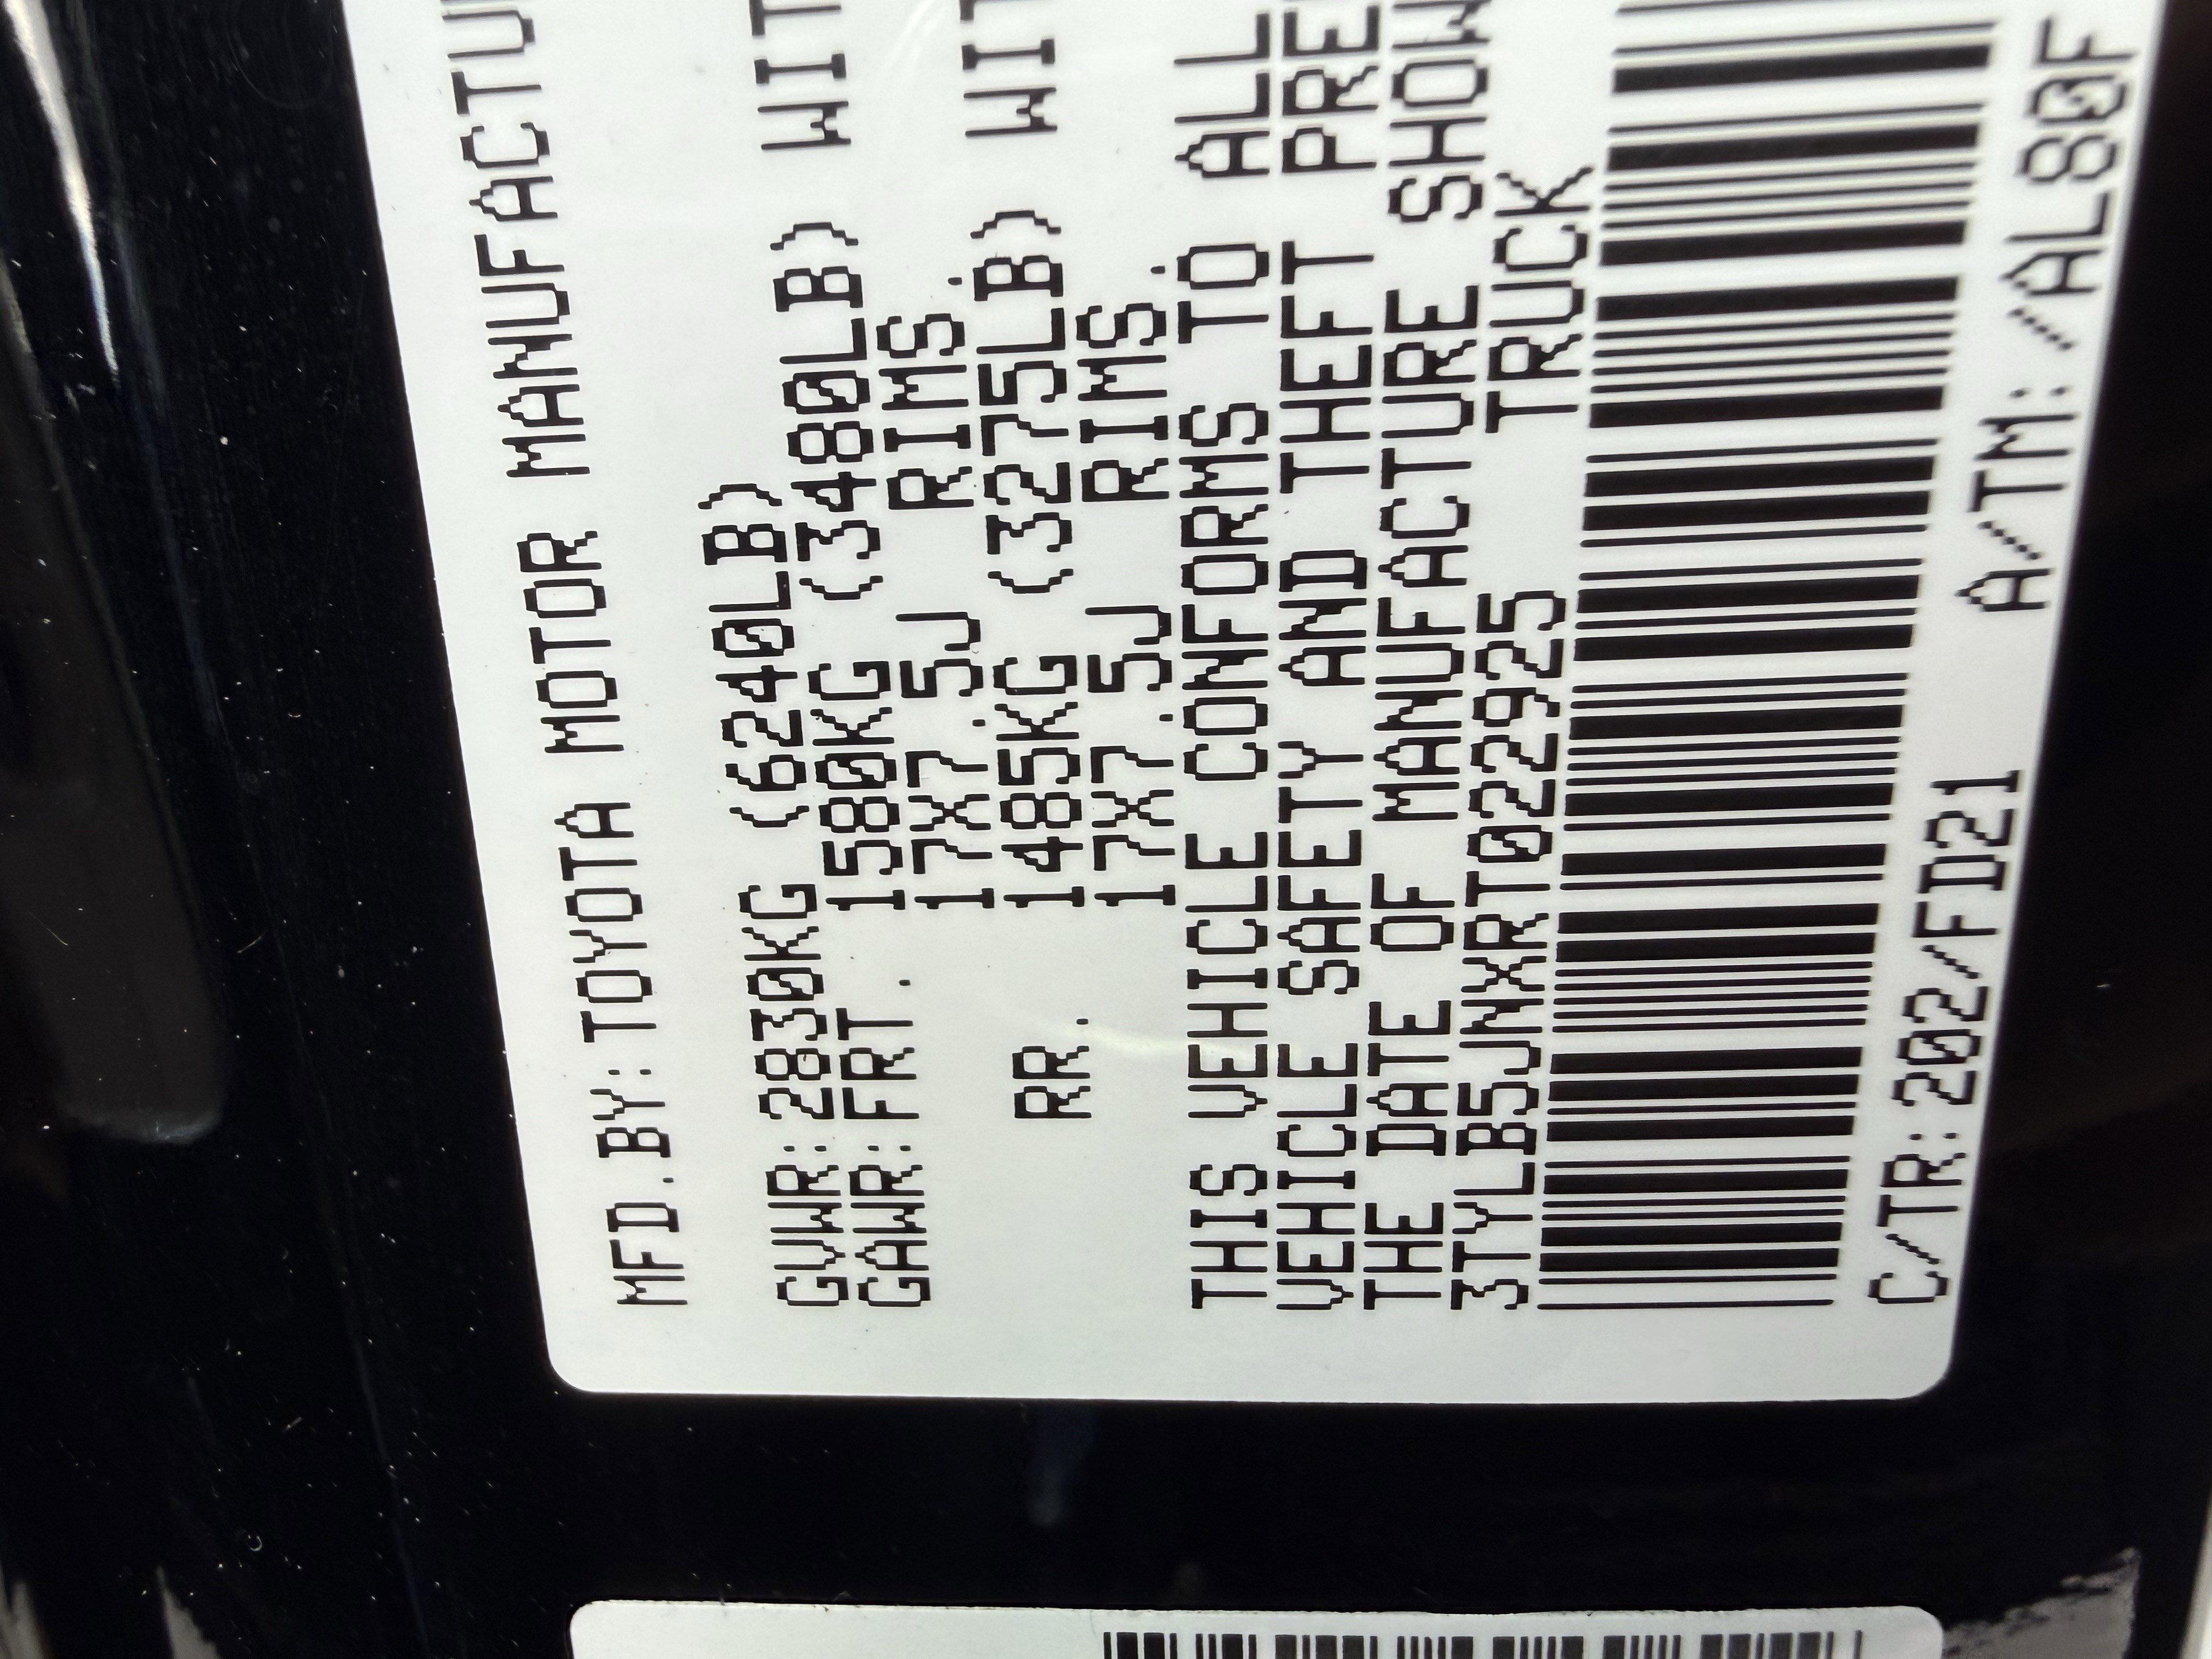 MFD.BY:TOYOTA MOTOR MANUFACTU
GVWR:2830KG (6240LB)
GAWR:FRT. 1580KG (3480LB) WIT
17X7.5J RIMS.
RR. 1485KG (3275LB) WIT
17X7.5J RIMS.
THIS VEHICLE CONFORMS TO ALL
VEHICLE SAFETY AND THEFT PRE
THE DATE OF MANUFACTURE SHOW
3TYLB5JNXRT022925 TRUCK
C/TR:202/FD21 A/TM:/AL80F